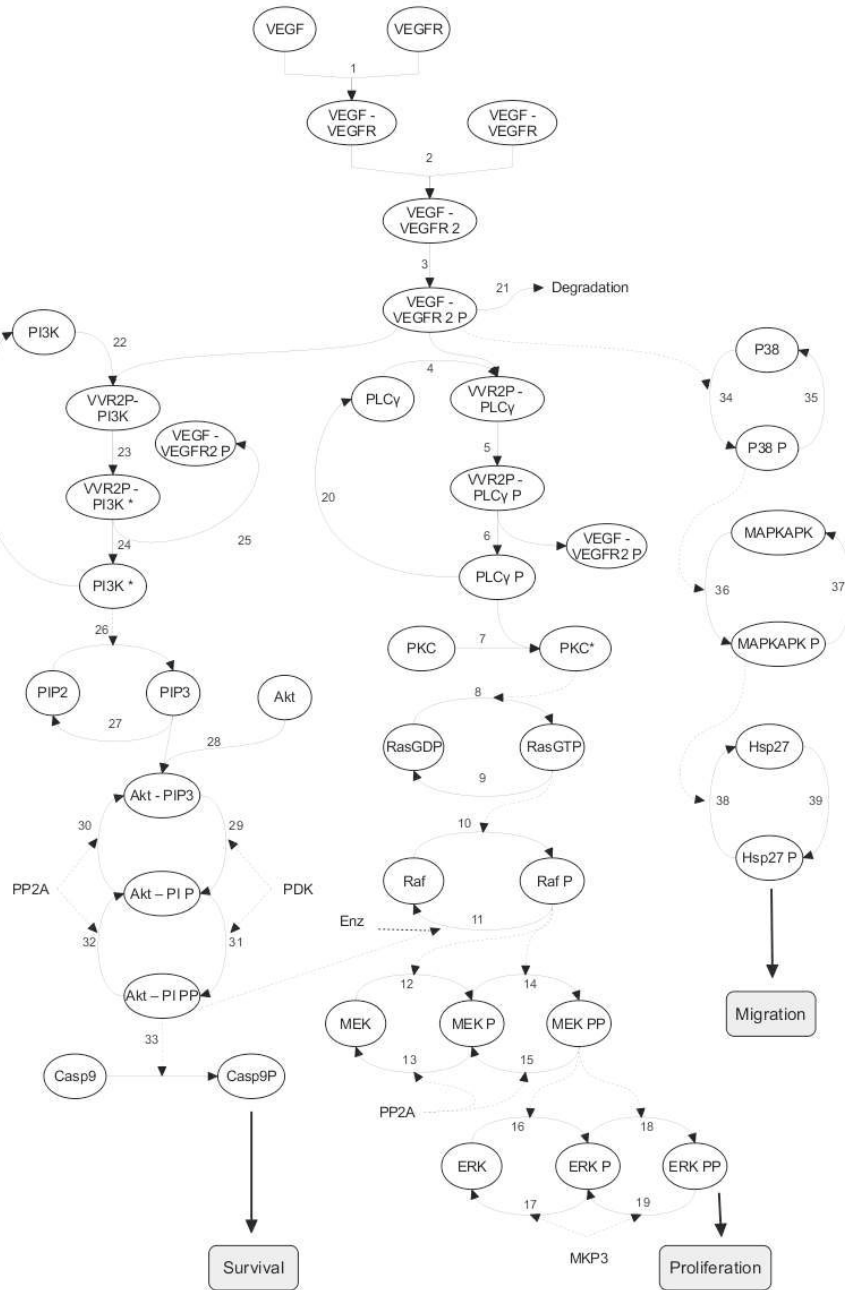 VEGF
VEGFR
1
VEGF -
VEGFR
VEGF -
VEGFR
2
VEGF -
VEGFR 2
3
VEGF -
VEGFR 2 P
21
Degradation
PI3K
22
4
PLCγ
VVR2P-
PI3K
VVR2P -
PLCγ
P38
34
35
P38 P
23
VEGF -
VEGFR2 P
5
VVR2P -
PI3K *
VVR2P -
PLCγ P
20
24
25
6
VEGF -
VEGFR2 P
MAPKAPK
36
37
MAPKAPK P
PI3K *
PLCγ P
26
PKC
7
PKC*
PIP2
PIP3
Akt
27
28
8
RasGDP
RasGTP
9
Hsp27
38
39
Hsp27 P
Akt - PIP3
30
29
10
PP2A
Akt – PI P
PDK
Raf
Raf P
Enz
11
32
31
Akt – PI PP
12
14
MEK
MEK P
MEK PP
Migration
33
13
15
Casp9
Casp9P
PP2A
16
18
ERK
ERK P
ERK PP
17
19
MKP3
Survival
Proliferation